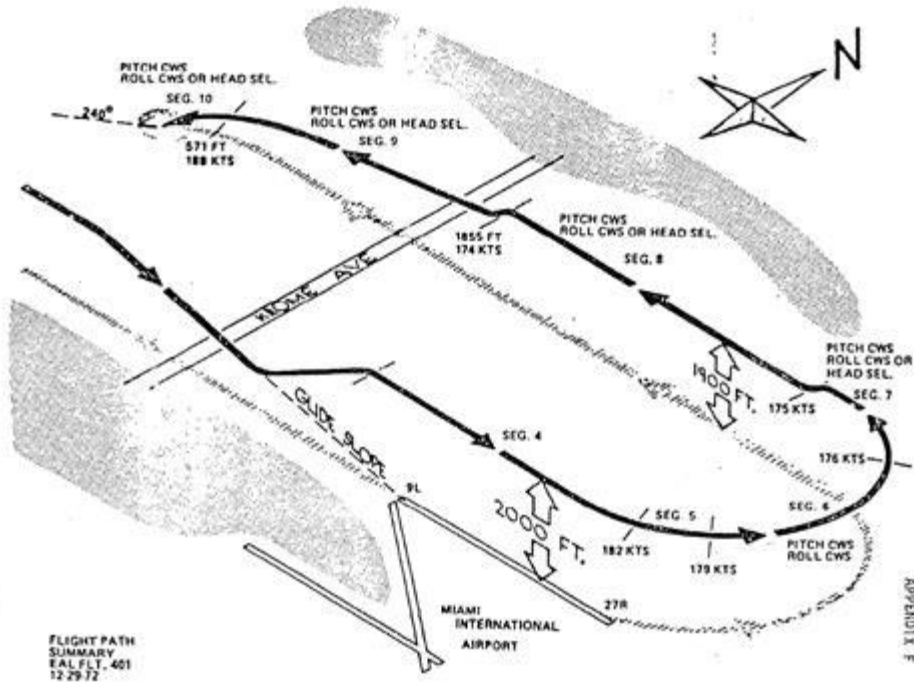 N
PITCH CWS
ROLL CWS OR HEAD SEL.
SEG. 10
240°
571 FT
188 KTS
PITCH CWS
ROLL CWS OR HEAD SEL.
SEG. 9
1855 FT
174 KTS
PITCH CWS
ROLL CWS OR HEAD SEL.
SEG. 8
KROME AVE
1900 FT.
PITCH CWS
ROLL CWS OR
HEAD SEL.
SEG. 7
175 KTS
176 KTS
GLIDE SLOPE
SEG. 4
9L
2000 FT.
SEG. 5
182 KTS
179 KTS
SEG. 6
PITCH CWS
ROLL CWS
27R
MIAMI
INTERNATIONAL
AIRPORT
FLIGHT PATH
SUMMARY
EAL FLT. 401
12-29-72
APPENDIX F